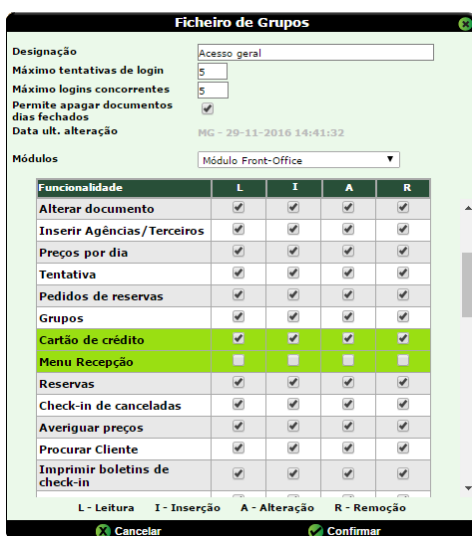 Ficheiro de Grupos
Designação Acesso geral
Máximo tentativas de login 5
Máximo logins concorrentes 5
Permite apagar documentos
dias fechados
Data ult. alteração MG - 29-11-2016 14:41:32
Módulos Módulo Front-Office
Funcionalidade L I A R
Alterar documento
Inserir Agências/Terceiros
Preços por dia
Tentativa
Pedidos de reservas
Grupos
Cartão de crédito
Menu Recepção
Reservas
Check-in de canceladas
Averiguar preços
Procurar Cliente
Imprimir boletins de
check-in
L - Leitura I - Inserção A - Alteração R - Remoção
Cancelar Confirmar